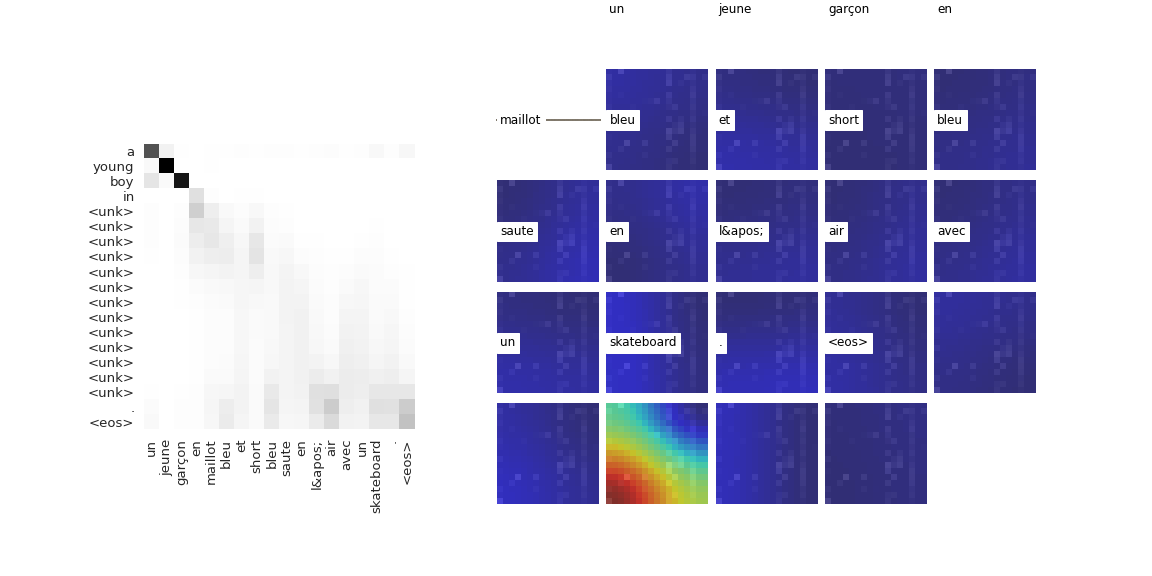 un jeune garçon en
maillot bleu et short bleu
saute en l&apos; air avec
un skateboard . <eos>
a
young
boy
in
<unk>
<unk>
<unk>
<unk>
<unk>
<unk>
<unk>
<unk>
<unk>
<unk>
<unk>
<unk>
<unk>
.
<eos>
un jeune garçon en maillot bleu et short bleu saute en l&apos; air avec un skateboard . <eos>